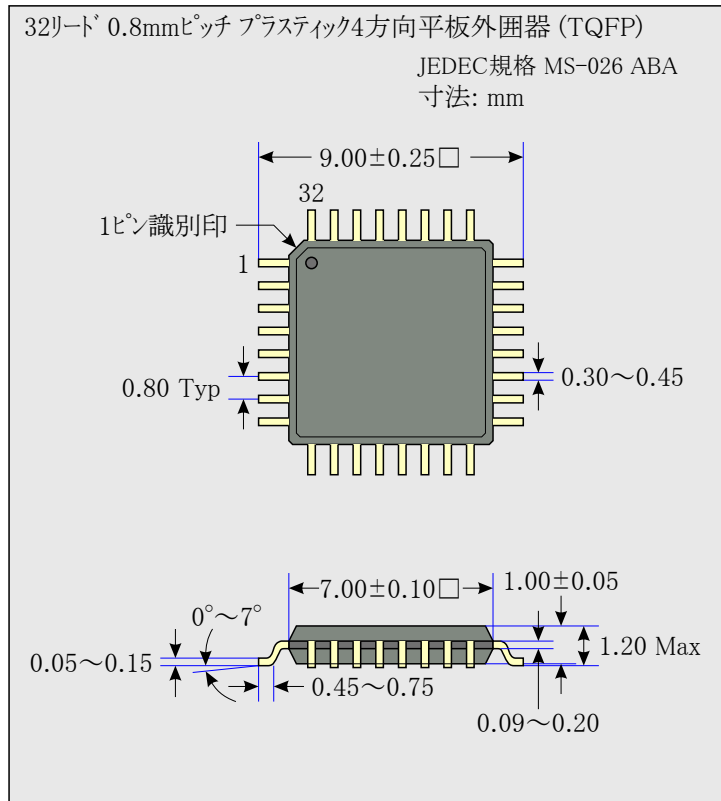 32ﾘｰﾄﾞ 0.8mmﾋﾟｯﾁ ﾌﾟﾗｽﾃｨｯｸ4方向平板外囲器 (TQFP)
JEDEC規格 MS-026 ABA
寸法: mm
9.00±0.25□
32
1ﾋﾟﾝ識別印
1
0.80 Typ
0.30～0.45
7.00±0.10□
1.00±0.05
0°～7°
1.20 Max
0.05～0.15
0.45～0.75
0.09～0.20